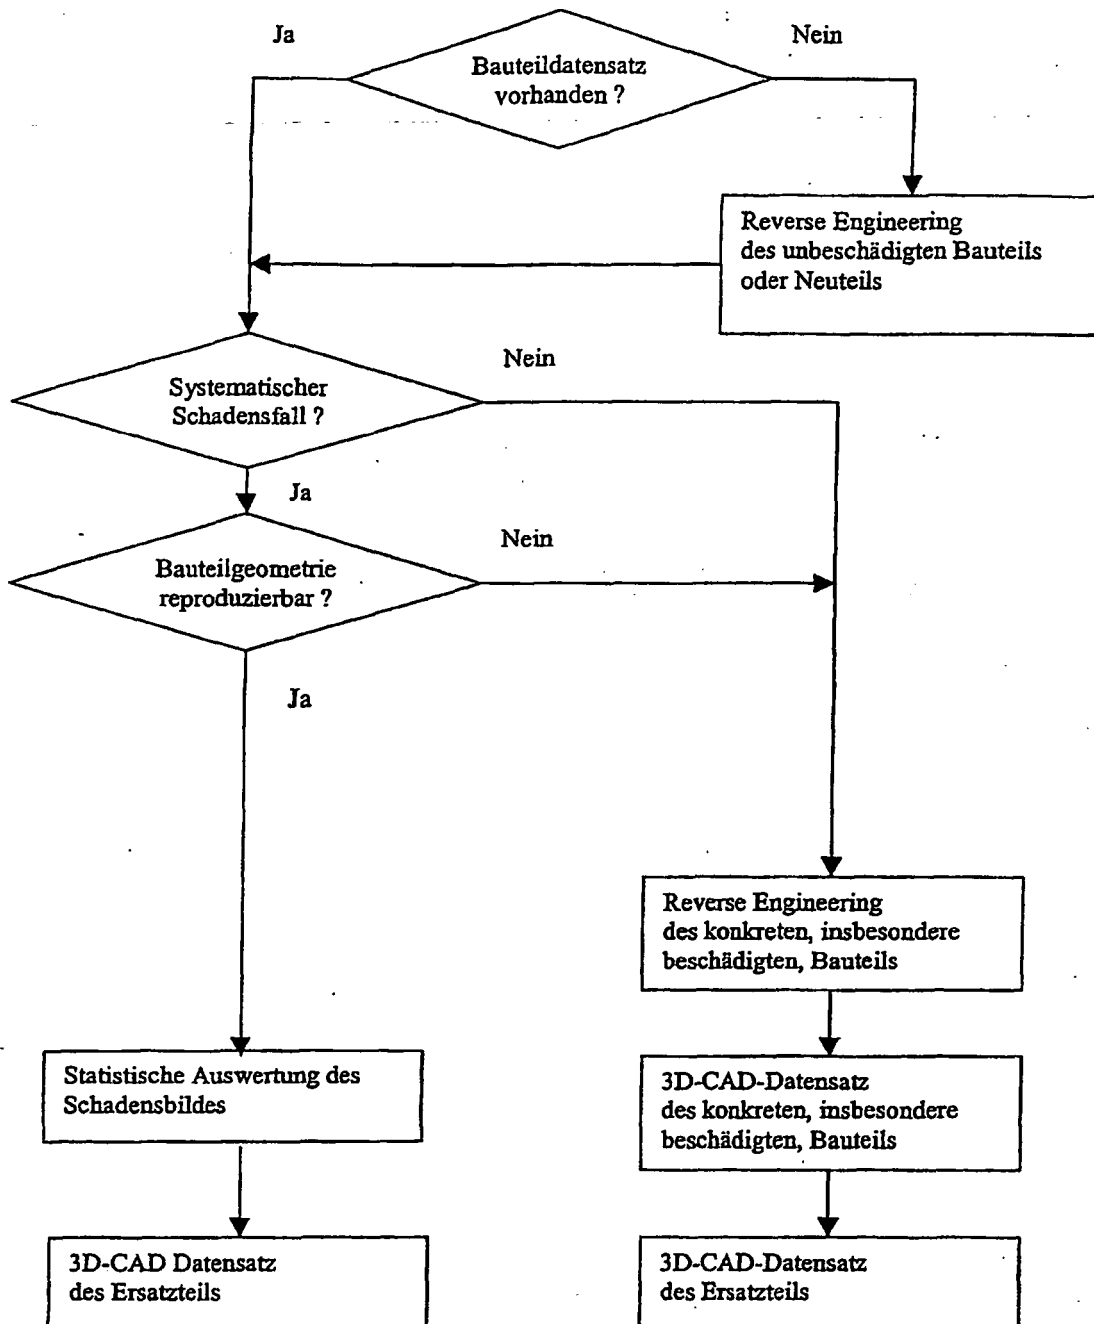 Ja
Nein
Bauteildatensatz
vorhanden ?
Reverse Engineering
des unbeschädigten Bauteils
oder Neuteils
Nein
Systematischer
Schadensfall ?
Ja
Nein
Bauteilgeometrie
reproduzierbar ?
Ja
Reverse Engineering
des konkreten, insbesondere
beschädigten, Bauteils
Statistische Auswertung des
Schadensbildes
3D-CAD-Datensatz
des konkreten, insbesondere
beschädigten, Bauteils
3D-CAD Datensatz
des Ersatzteils
3D-CAD-Datensatz
des Ersatzteils